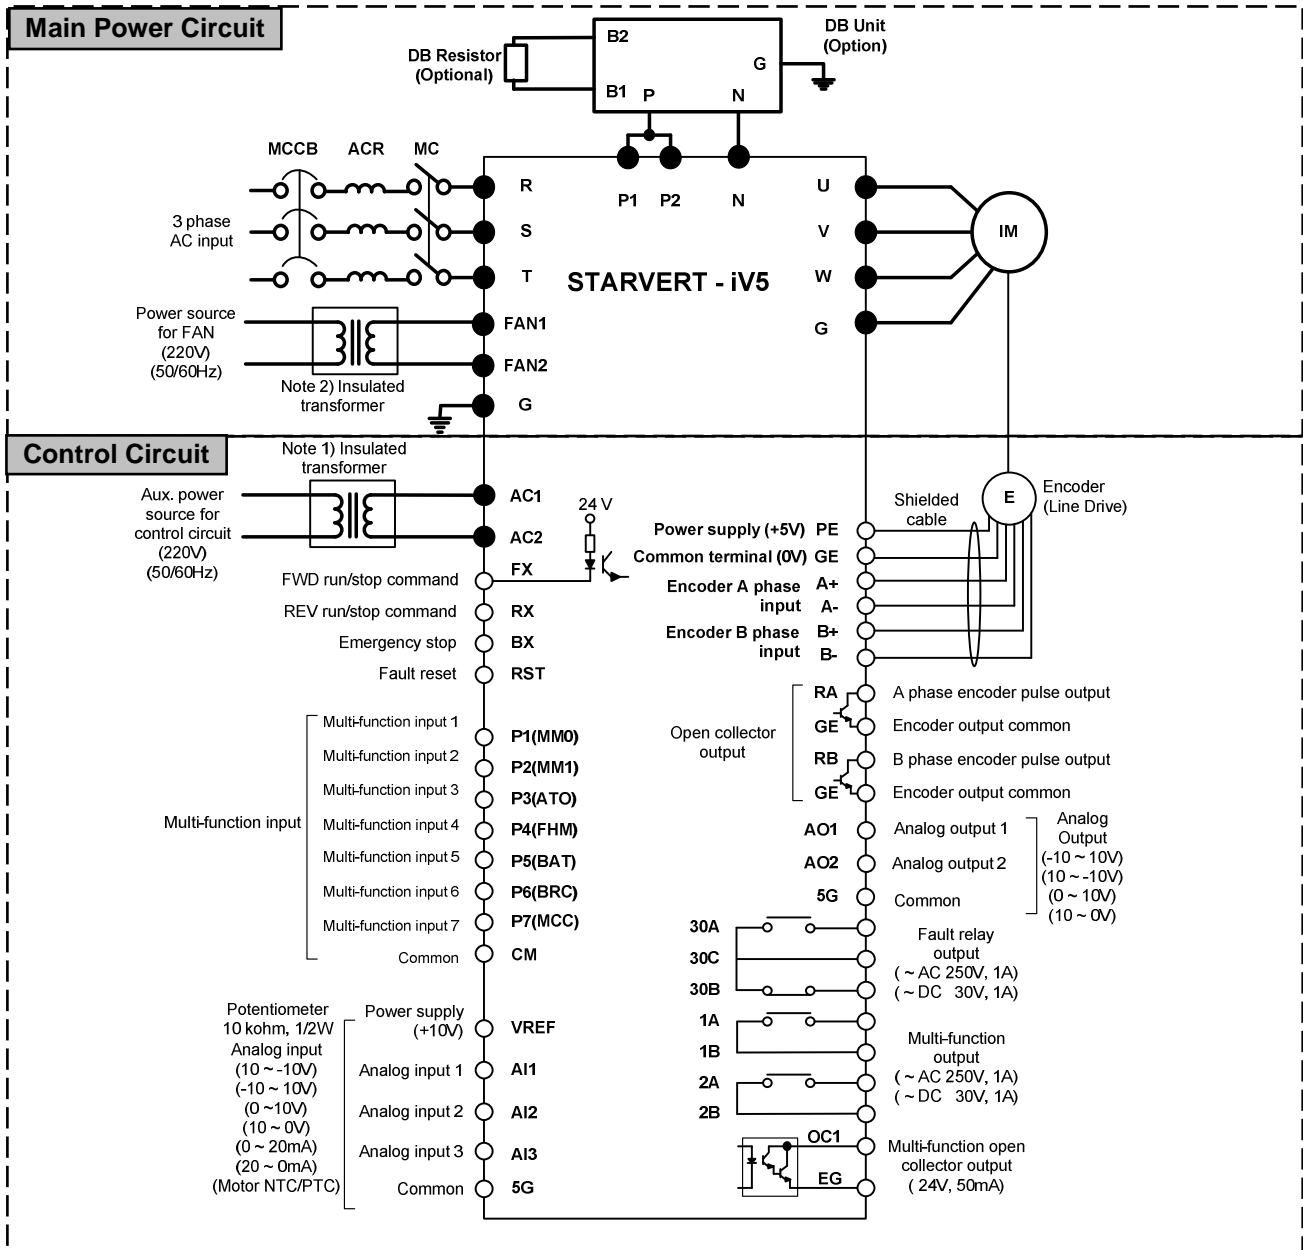 Main Power Circuit
DB Resistor
(Optional)
B2
B1
P
N
G
DB Unit
(Option)
MCCB
ACR
MC
3 phase
AC input
R
S
T
P1
P2
N
U
V
W
G
IM
STARVERT - iV5
Power source
for FAN
(220V)
(50/60Hz)
FAN1
FAN2
Note 2) Insulated
transformer
G
Control Circuit
Note 1) Insulated
transformer
Aux. power
source for
control circuit
(220V)
(50/60Hz)
AC1
AC2
24 V
FWD run/stop command
FX
REV run/stop command
RX
Emergency stop
BX
Fault reset
RST
Multi-function input
Multi-function input 1
P1(MM0)
Multi-function input 2
P2(MM1)
Multi-function input 3
P3(ATO)
Multi-function input 4
P4(FHM)
Multi-function input 5
P5(BAT)
Multi-function input 6
P6(BRC)
Multi-function input 7
P7(MCC)
Common
CM
Potentiometer
10 kohm, 1/2W
Analog input
(10 ~ -10V)
(-10 ~ 10V)
(0 ~10V)
(10 ~ 0V)
(0 ~ 20mA)
(20 ~ 0mA)
(Motor NTC/PTC)
Power supply
(+10V)
VREF
Analog input 1
AI1
Analog input 2
AI2
Analog input 3
AI3
Common
5G
Shielded
cable
E
Encoder
(Line Drive)
Power supply (+5V) PE
Common terminal (0V) GE
Encoder A phase
input
A+
A-
Encoder B phase
input
B+
B-
Open collector
output
RA
A phase encoder pulse output
GE
Encoder output common
RB
B phase encoder pulse output
GE
Encoder output common
AO1
Analog output 1
AO2
Analog output 2
5G
Common
Analog
Output
(-10 ~ 10V)
(10 ~ -10V)
(0 ~ 10V)
(10 ~ 0V)
30A
30C
30B
Fault relay
output
( ~ AC 250V, 1A)
( ~ DC 30V, 1A)
1A
1B
2A
2B
Multi-function
output
( ~ AC 250V, 1A)
( ~ DC 30V, 1A)
OC1
EG
Multi-function open
collector output
( 24V, 50mA)